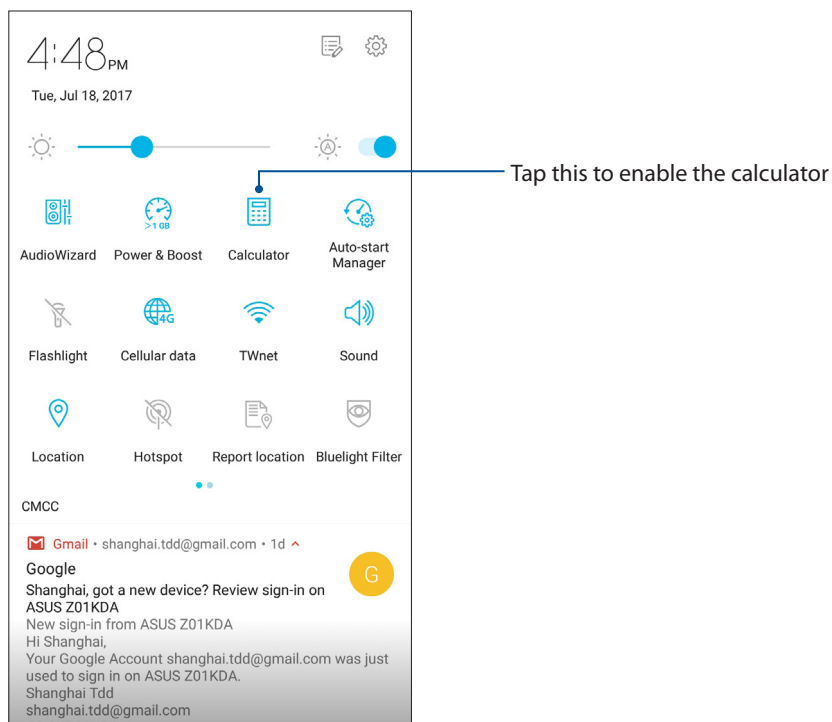 4:48 PM
Tue, Jul 18, 2017
A
Tap this to enable the calculator
>1 GB
AudioWizard Power & Boost Calculator Auto-start Manager
4G
Flashlight Cellular data TWnet Sound
Location Hotspot Report location Bluelight Filter
CMCC
Gmail • shanghai.tdd@gmail.com • 1d
Google
G
Shanghai, got a new device? Review sign-in on
ASUS Z01KDA
New sign-in from ASUS Z01KDA
Hi Shanghai,
Your Google Account shanghai.tdd@gmail.com was just
used to sign in on ASUS Z01KDA.
Shanghai Tdd
shanghai.tdd@gmail.com